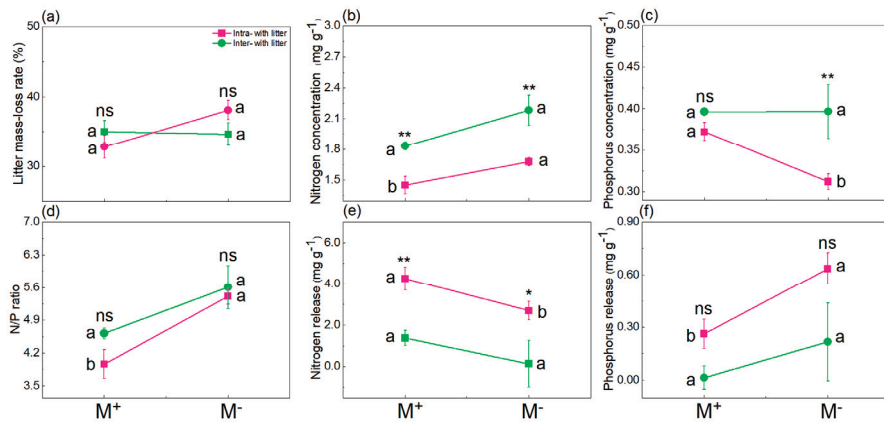 (a)
Litter mass-loss rate (%)
50
40
30
Intra- with litter
Inter- with litter
ns
a
a
ns
a
a
(b)
Nitrogen concentration (mg g-1)
3.0
2.6
2.2
1.8
1.5
**
a
b
**
a
a
(c)
Phosphorus concentration (mg g-1)
0.50
0.45
0.40
0.35
0.30
ns
a
a
**
a
b
(d)
N/P ratio
7.0
6.3
5.6
4.9
4.2
3.5
ns
a
b
ns
a
a
M+
M-
(e)
Nitrogen release (mg g-1)
6.0
4.0
2.0
0.0
**
a
a
*
b
a
M+
M-
(f)
Phosphorus release (mg g-1)
0.90
0.60
0.30
0.00
ns
b
a
ns
a
a
M+
M-